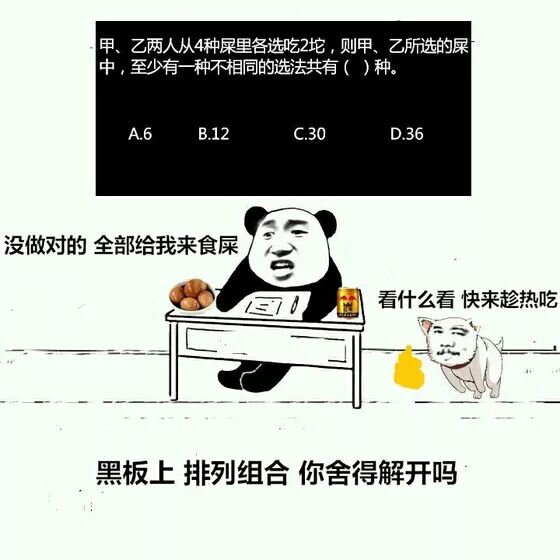 甲、乙两人从4种屎里各选吃2坨，则甲、乙所选的屎
中，至少有一种不相同的选法共有（ ）种。
A.6 B.12 C.30 D.36
没做对的 全部给我来食屎
看什么看 快来趁热吃
黑板上 排列组合 你舍得解开吗